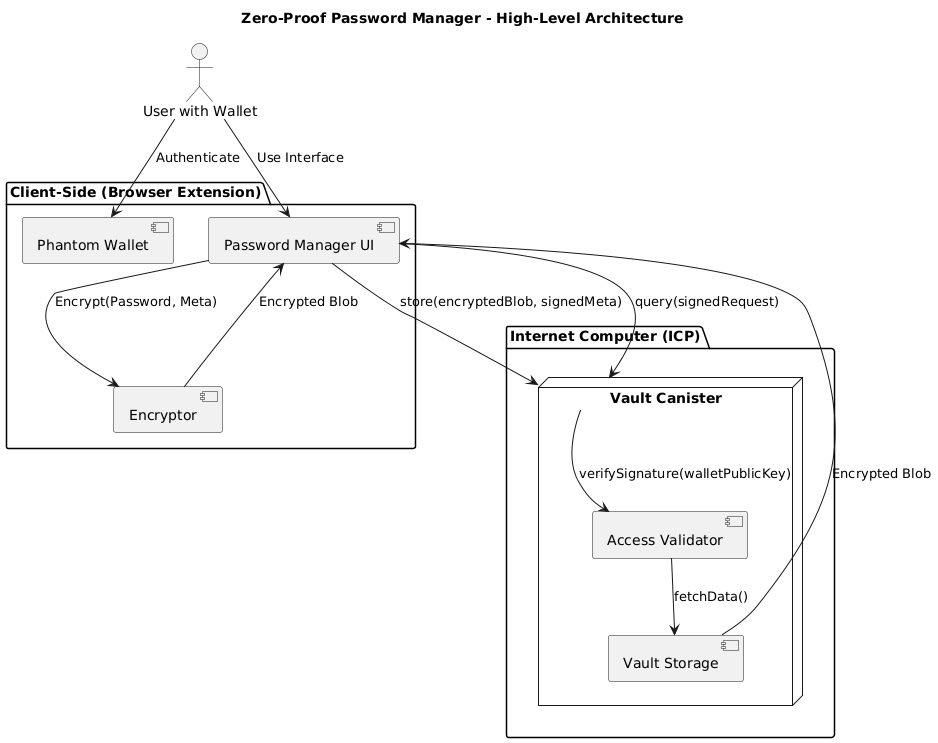 Zero-Proof Password Manager - High-Level Architecture
User with Wallet
Authenticate
Use Interface
Client-Side (Browser Extension)
Phantom Wallet
Password Manager UI
Encrypt(Password, Meta)
Encrypted Blob
store(encryptedBlob, signedMeta)
query(signedRequest)
Internet Computer (ICP)
Vault Canister
Encryptor
verifySignature(walletPublicKey)
Encrypted Blob
Access Validator
fetchData()
Vault Storage